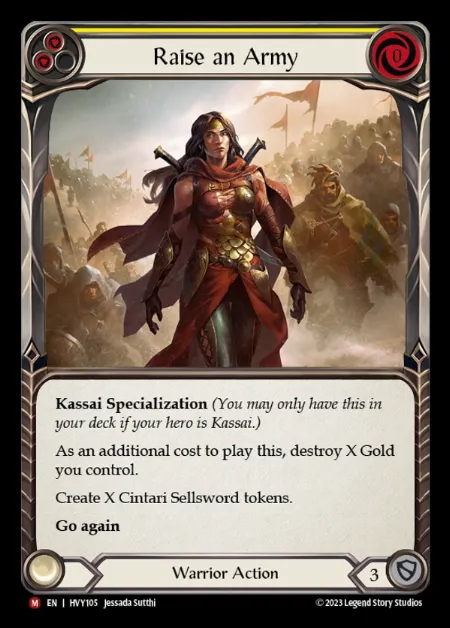 Raise an Army
0
Kassai Specialization (You may only have this in
your deck if your hero is Kassai.)
As an additional cost to play this, destroy X Gold
you control.
Create X Cintari Sellsword tokens.
Go again
Warrior Action
3
M EN | HVY105 Jessada Sutthi
© 2023 Legend Story Studios